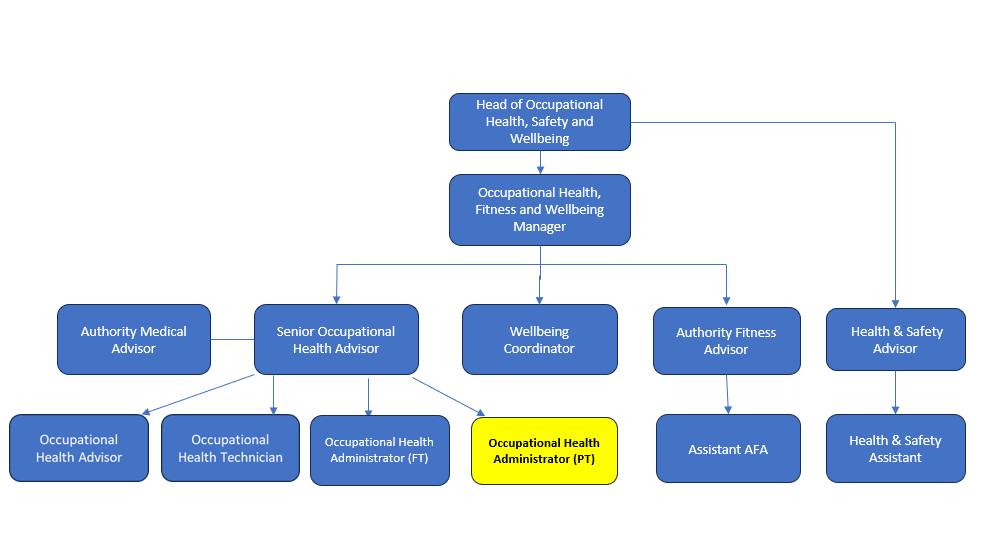 Head of Occupational
Health, Safety and
Wellbeing
Occupational Health,
Fitness and Wellbeing
Manager
Authority Medical
Advisor
Senior Occupational
Health Advisor
Wellbeing
Coordinator
Authority Fitness
Advisor
Health & Safety
Advisor
Occupational
Health Advisor
Occupational
Health Technician
Occupational Health
Administrator (FT)
Occupational Health
Administrator (PT)
Assistant AFA
Health & Safety
Assistant